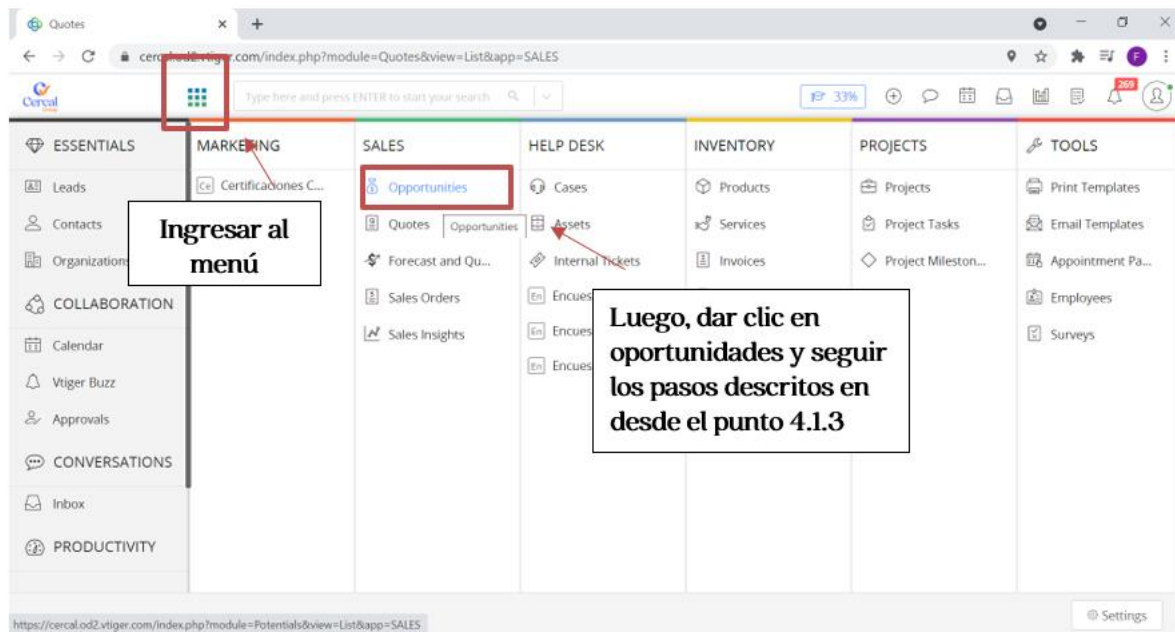 Quotes
cercal.od2.vtiger.com/index.php?module=Quotes&view=List&app=SALES
Cercal
Type here and press ENTER to start your search
33%
269
ESSENTIALS
MARKETING
SALES
HELP DESK
INVENTORY
PROJECTS
TOOLS
Leads
Certificaciones C...
Opportunities
Cases
Products
Projects
Print Templates
Contacts
Quotes
Opportunities
Assets
Services
Project Tasks
Email Templates
Organizations
Forecast and Qu...
Internal Tickets
Invoices
Project Mileston...
Appointment Pa...
COLLABORATION
Sales Orders
Encues
Employees
Calendar
Sales Insights
Encues
Surveys
Vtiger Buzz
Encues
Approvals
CONVERSATIONS
Inbox
PRODUCTIVITY
Ingresar al
menú
Luego, dar clic en
oportunidades y seguir
los pasos descritos en
desde el punto 4.1.3
Settings
https://cercal.od2.vtiger.com/index.php?module=Potentials&view=List&app=SALES